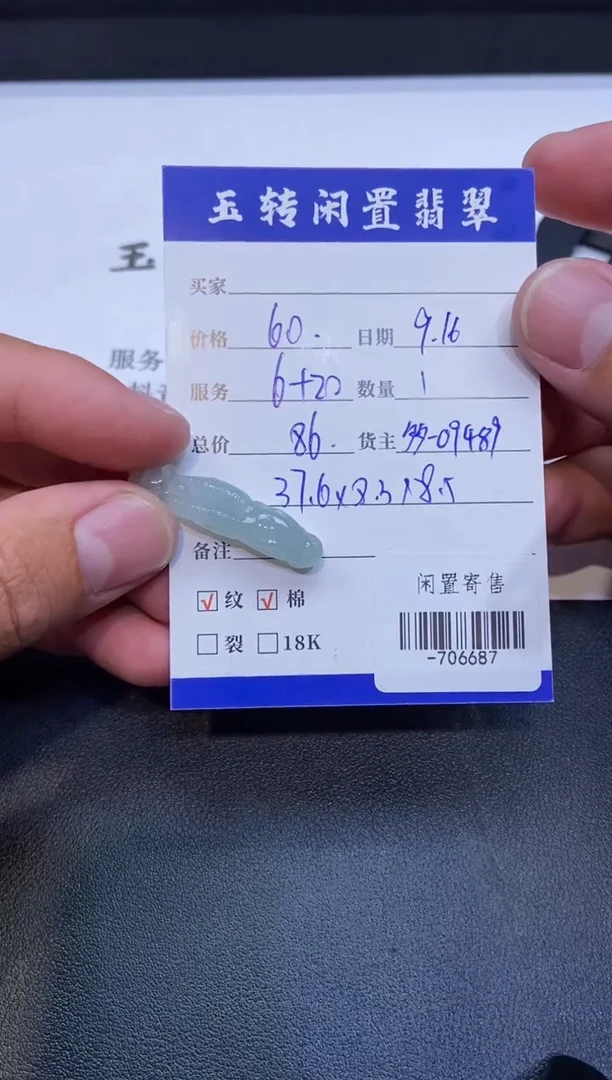 玉转闲置翡翠
玉
买家
价格 60. 日期 9.16
服务
服务 6+20 数量 1
总价 86. 货主 -09489
37.6x8.3x8.5
备注
√ 纹 √ 棉
裂 18K
闲置寄售
-706687